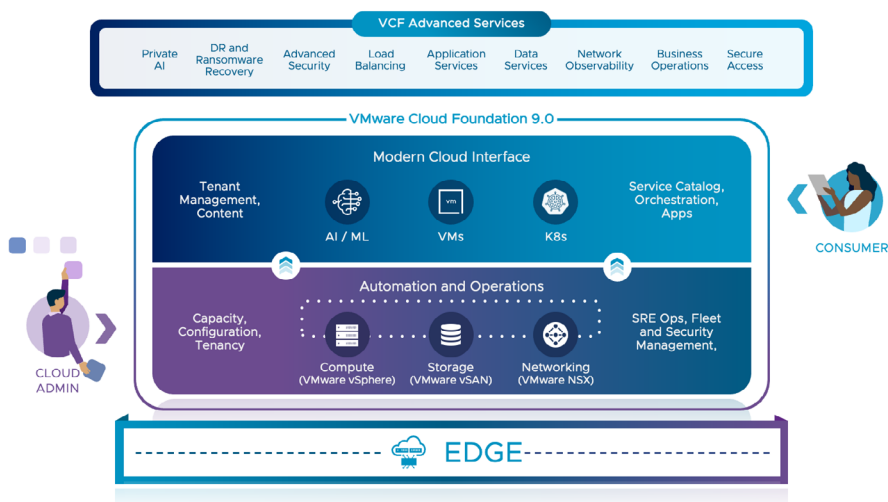 VCF Advanced Services
Private
AI
DR and
Ransomware
Recovery
Advanced
Security
Load
Balancing
Application
Services
Data
Services
Network
Observability
Business
Operations
Secure
Access
VMware Cloud Foundation 9.0
Modern Cloud Interface
Tenant
Management,
Content
vm
AI / ML
VMs
K8s
Service Catalog,
Orchestration,
Apps
CONSUMER
Automation and Operations
Capacity,
Configuration,
Tenancy
Compute
(VMware vSphere)
Storage
(VMware vSAN)
Networking
(VMware NSX)
SRE Ops, Fleet
and Security
Management,
CLOUD
ADMIN
EDGE